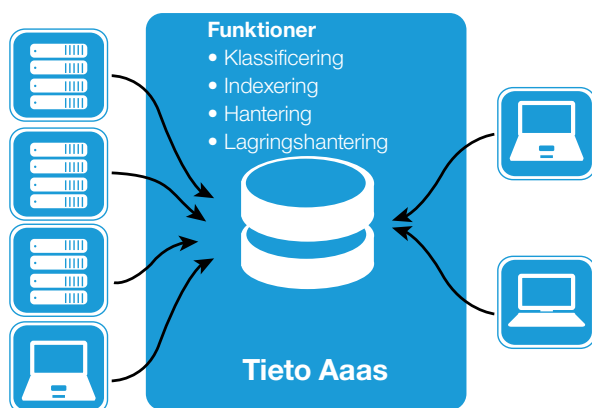 Funktioner
• Klassificering
• Indexering
• Hantering
• Lagringshantering
Tieto Aaas